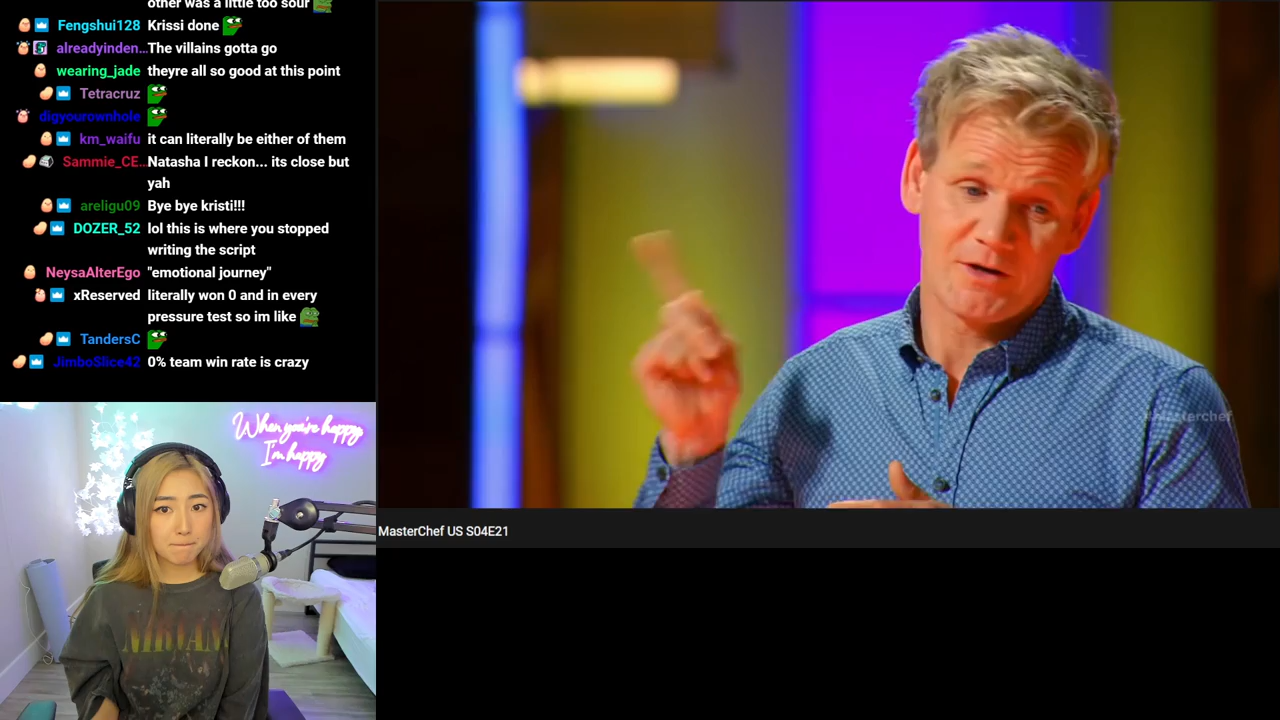 other was a little too sour
Fengshui128 Krissi done
alreadyinden... The villains gotta go
wearing_jade theyre all so good at this point
Tetracruz
digyourownhole
km_waifu it can literally be either of them
Sammie_CE... Natasha I reckon... its close but
yah
areligu09 Bye bye kristi!!!
DOZER_52 lol this is where you stopped
writing the script
NeysaAlterEgo "emotional journey"
xReserved literally won 0 and in every
pressure test so im like
TandersC
JimboSlice42 0% team win rate is crazy
When you're happy
I'm happy
NIRVANA
#masterchef
MasterChef US S04E21